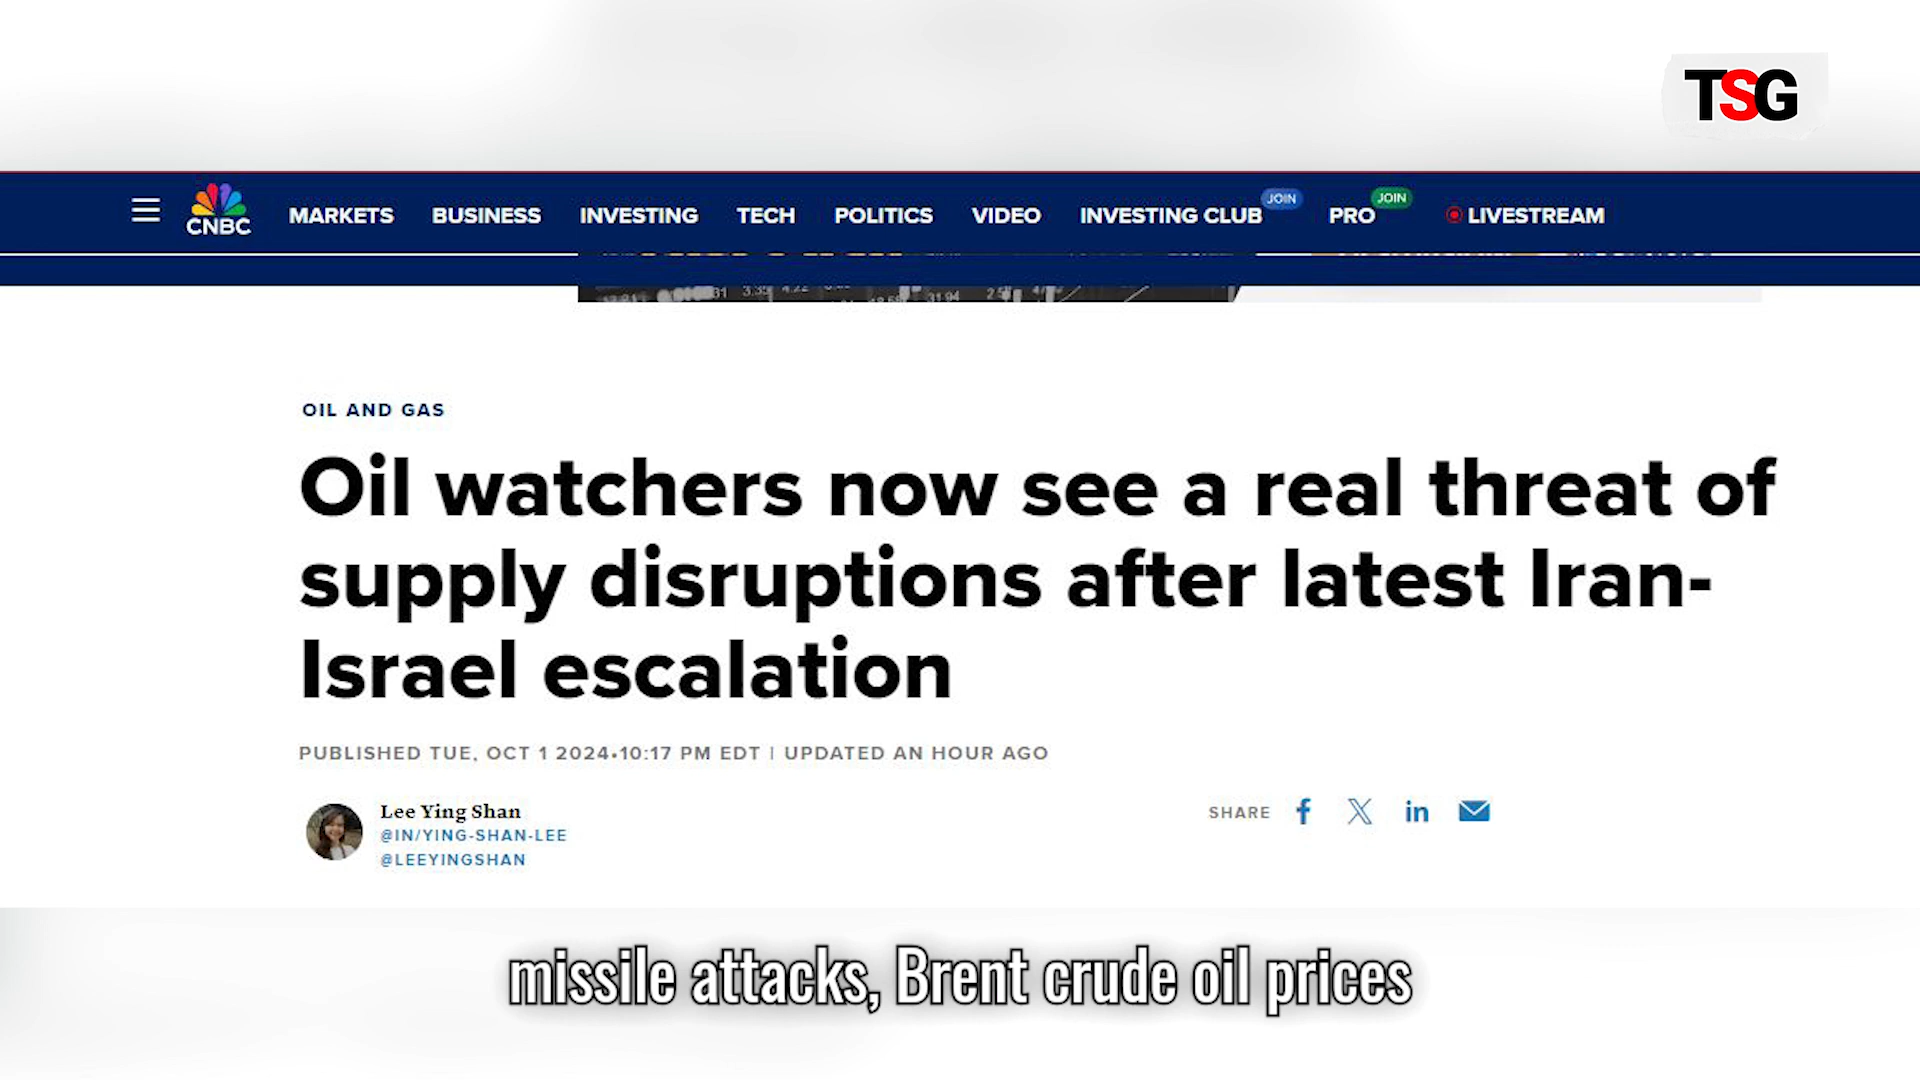 TSG
CNBC
MARKETS BUSINESS INVESTING TECH POLITICS VIDEO INVESTING CLUB JOIN PRO JOIN LIVESTREAM
OIL AND GAS
Oil watchers now see a real threat of
supply disruptions after latest Iran-
Israel escalation
PUBLISHED TUE, OCT 1 2024•10:17 PM EDT | UPDATED AN HOUR AGO
Lee Ying Shan
@IN/YING-SHAN-LEE
@LEEYINGSHAN
SHARE
missile attacks, Brent crude oil prices